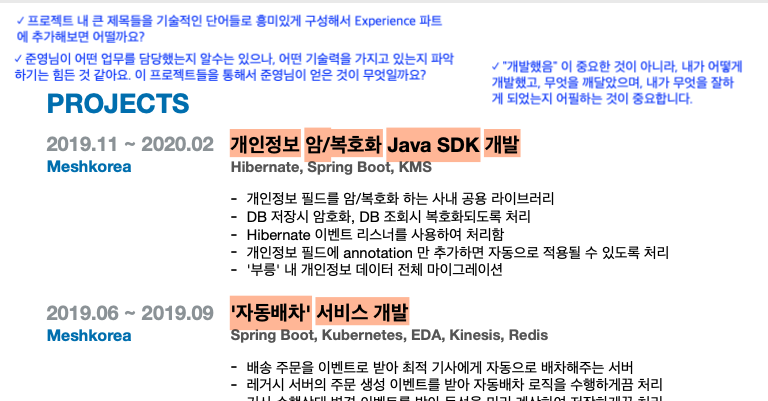 ✓ 프로젝트 내 큰 제목들을 기술적인 단어들로 흥미있게 구성해서 Experience 파트
에 추가해보면 어떨까요?
✓ 준영님이 어떤 업무를 담당했는지 알수는 있으나, 어떤 기술력을 가지고 있는지 파악
하기는 힘든 것 같아요. 이 프로젝트들을 통해서 준영님이 얻은 것이 무엇일까요?
✓ "개발했음" 이 중요한 것이 아니라, 내가 어떻게
개발했고, 무엇을 깨달았으며, 내가 무엇을 잘하
게 되었는지 어필하는 것이 중요합니다.
PROJECTS
2019.11 ~ 2020.02 개인정보 암/복호화 Java SDK 개발
Meshkorea Hibernate, Spring Boot, KMS
- 개인정보 필드를 암/복호화 하는 사내 공용 라이브러리
- DB 저장시 암호화, DB 조회시 복호화되도록 처리
- Hibernate 이벤트 리스너를 사용하여 처리함
- 개인정보 필드에 annotation 만 추가하면 자동으로 적용될 수 있도록 처리
- '부릉' 내 개인정보 데이터 전체 마이그레이션
2019.06 ~ 2019.09 '자동배차' 서비스 개발
Meshkorea Spring Boot, Kubernetes, EDA, Kinesis, Redis
- 배송 주문을 이벤트로 받아 최적 기사에게 자동으로 배차해주는 서버
- 레거시 서버의 주문 생성 이벤트를 받아 자동배차 로직을 수행하게끔 처리